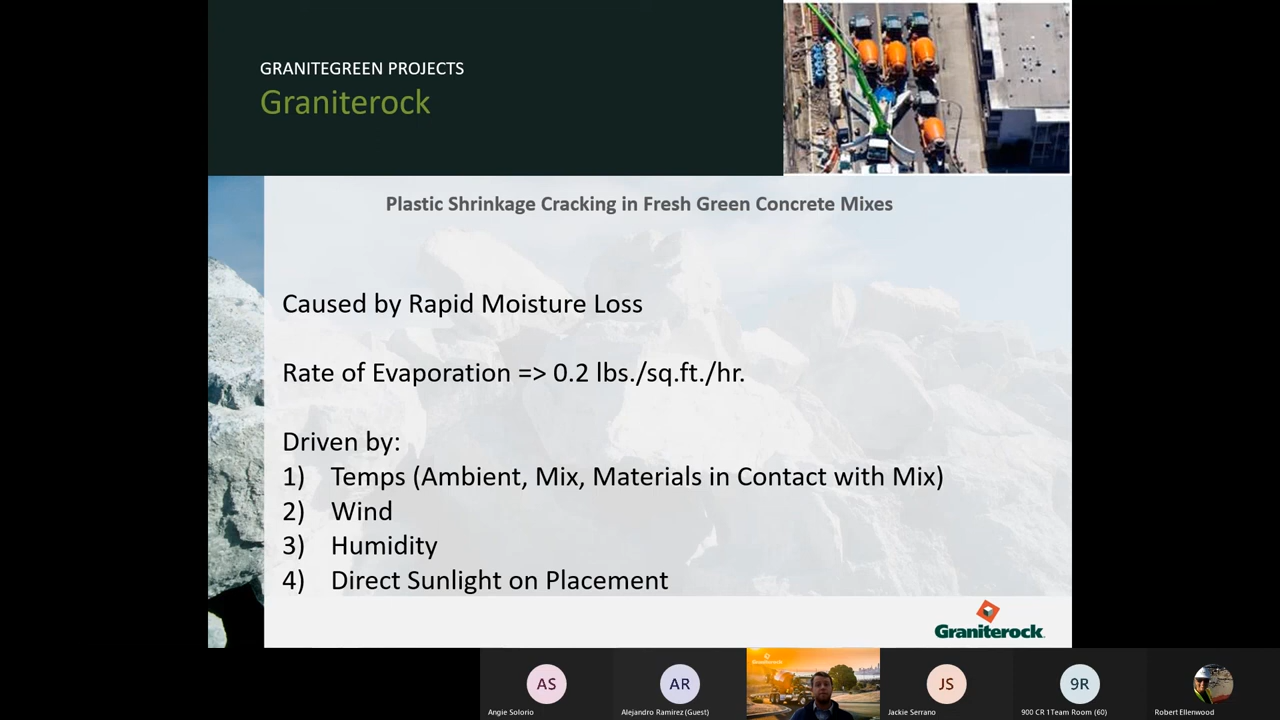 GRANITEGREEN PROJECTS
Graniterock
Plastic Shrinkage Cracking in Fresh Green Concrete Mixes
Caused by Rapid Moisture Loss
Rate of Evaporation => 0.2 lbs./sq.ft./hr.
Driven by:
1) Temps (Ambient, Mix, Materials in Contact with Mix)
2) Wind
3) Humidity
4) Direct Sunlight on Placement
Graniterock
AS
AR
Graniterock
JS
9R
Angie Solorio
Alejandro Ramirez (Guest)
Jackie Serrano
900 CR 1Team Room (60)
Robert Ellenwood